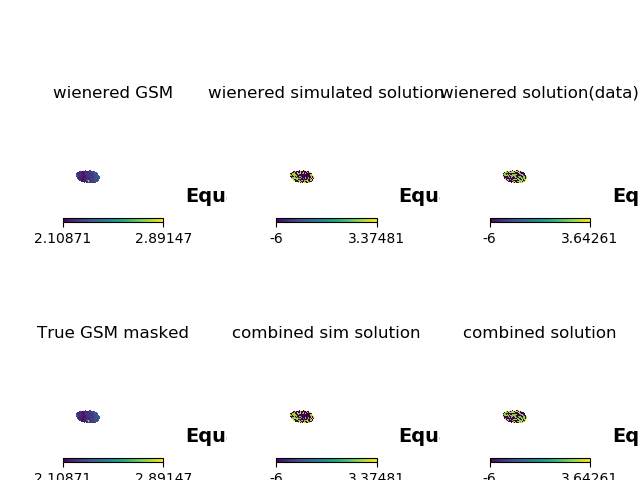 wienered GSM wienered simulated solution wienered solution(data)
Equ Equ Eq
2.10871 2.89147 -6 3.37481 -6 3.64261
True GSM masked combined sim solution combined solution
Equ Equ Eq
2.10871 2.89147 -6 3.37481 -6 3.64261